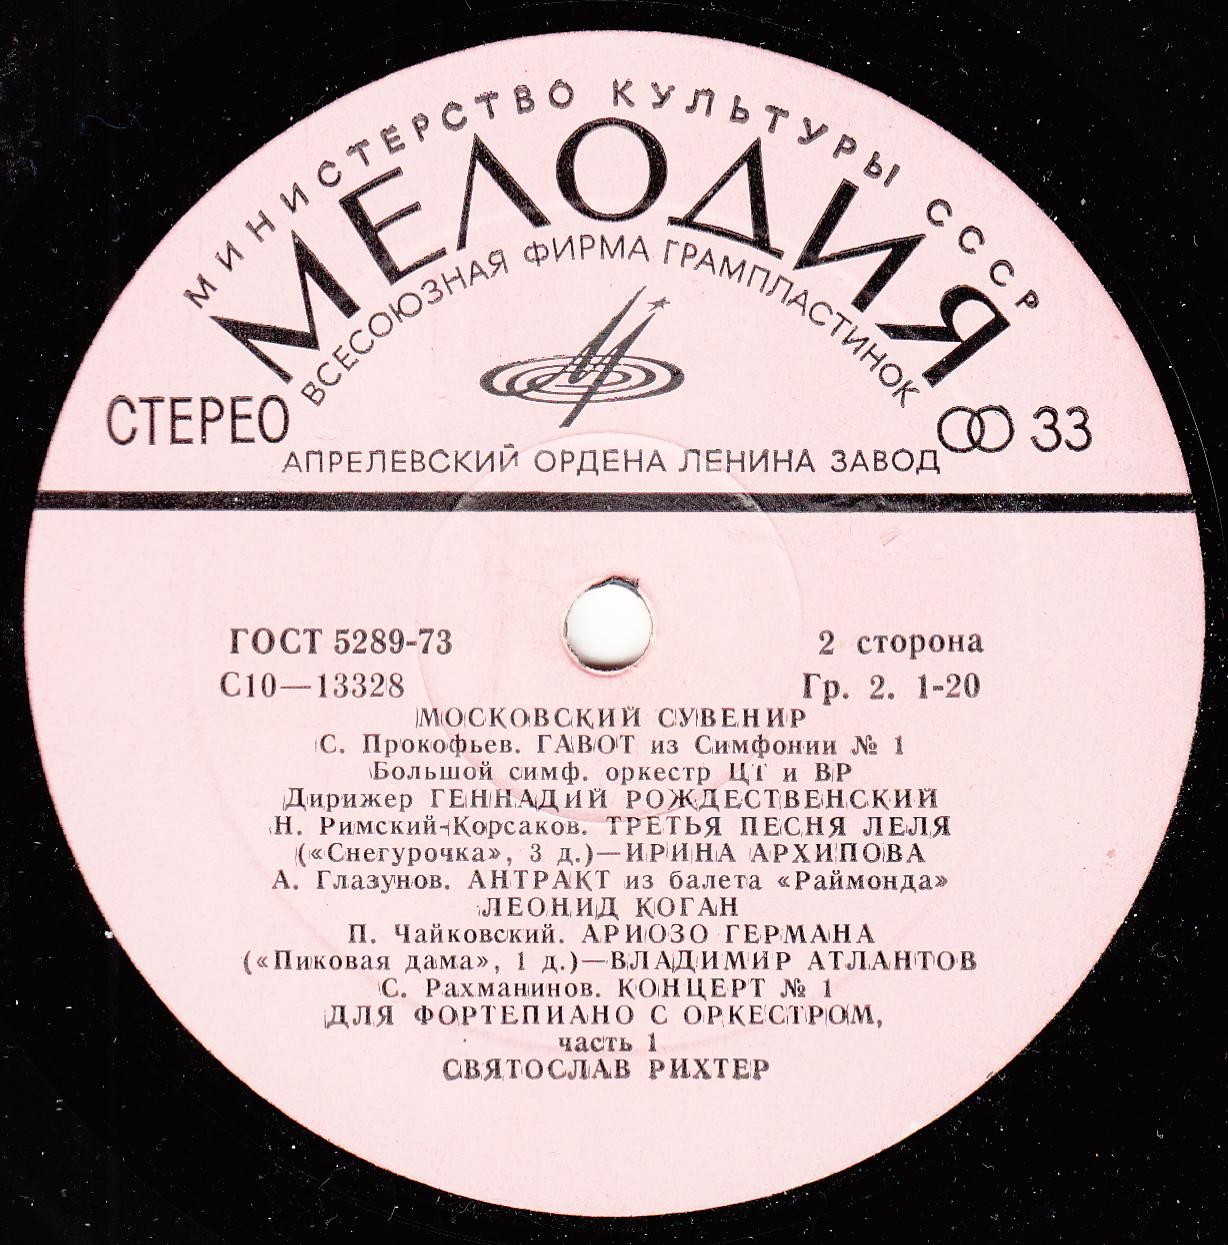 МИНИСТЕРСТВО КУЛЬТУРЫ СССР
МЕЛОДИЯ
ВСЕСОЮЗНАЯ ФИРМА ГРАМПЛАСТИНОК
СТЕРЕО
33
АПРЕЛЕВСКИЙ ОРДЕНА ЛЕНИНА ЗАВОД
ГОСТ 5289-73 2 сторона
С10—13328 Гр. 2. 1-20
МОСКОВСКИЙ СУВЕНИР
С. Прокофьев. ГАВОТ из Симфонии № 1
Большой симф. оркестр ЦТ и ВР
Дирижер ГЕННАДИЙ РОЖДЕСТВЕНСКИЙ
Н. Римский-Корсаков. ТРЕТЬЯ ПЕСНЯ ЛЕЛЯ
(«Снегурочка», 3 д.)—ИРИНА АРХИПОВА
А. Глазунов. АНТРАКТ из балета «Раймонда»
ЛЕОНИД КОГАН
П. Чайковский. АРИОЗО ГЕРМАНА
(«Пиковая дама», 1 д.)—ВЛАДИМИР АТЛАНТОВ
С. Рахманинов. КОНЦЕРТ № 1
ДЛЯ ФОРТЕПИАНО С ОРКЕСТРОМ,
часть 1
СВЯТОСЛАВ РИХТЕР